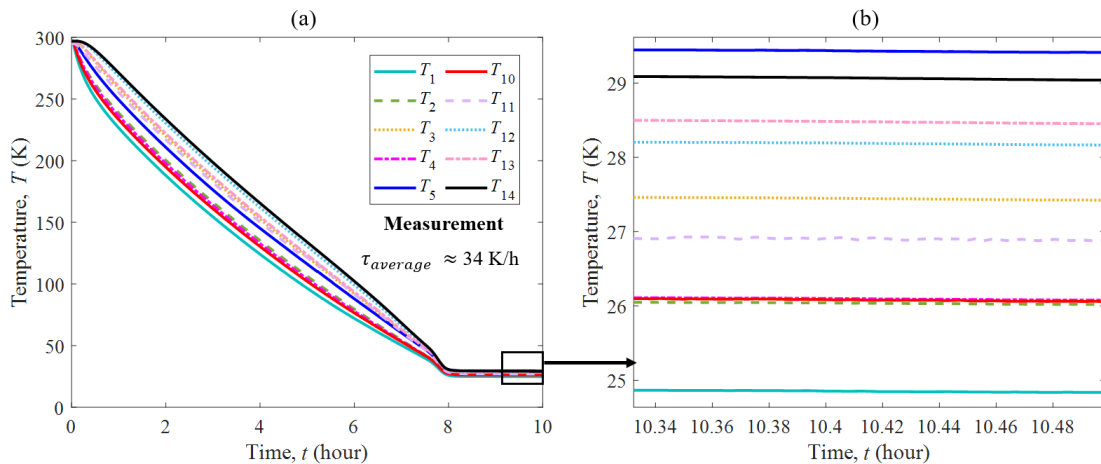 (a)
300
250
200
150
100
50
0
Temperature, T (K)
0
2
4
6
8
10
Time, t (hour)
T1
T2
T3
T4
T5
T10
T11
T12
T13
T14
Measurement
τaverage ≈ 34 K/h
(b)
29
28
27
26
25
Temperature, T (K)
10.34
10.36
10.38
10.4
10.42
10.44
10.46
10.48
Time, t (hour)